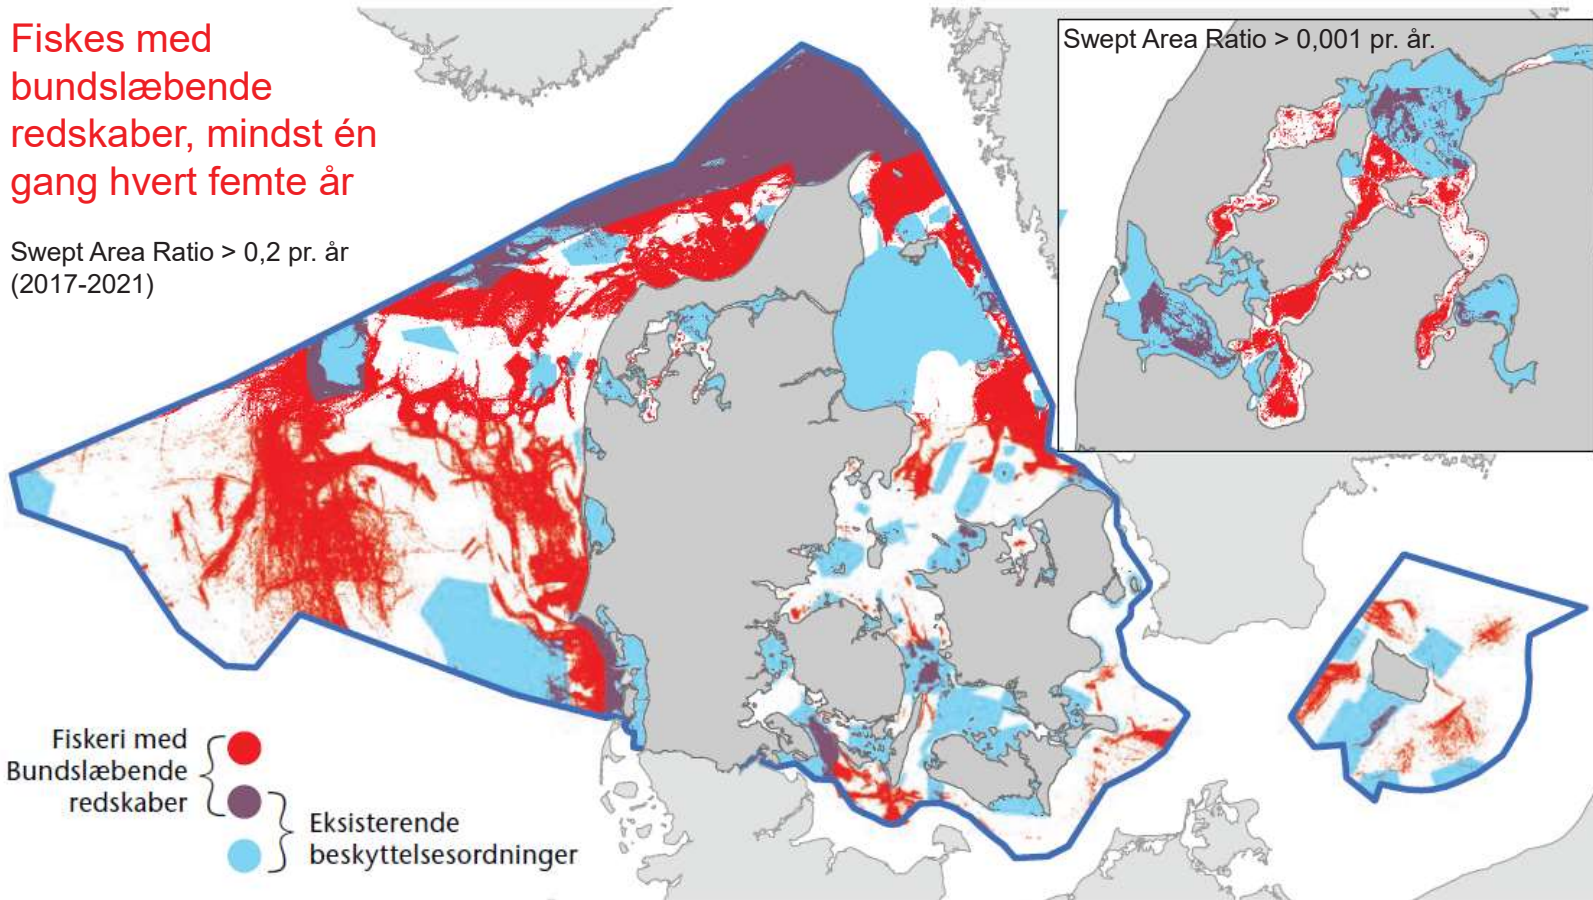 Fiskes med
bundslæbende
redskaber, mindst én
gang hvert femte år
Swept Area Ratio > 0,2 pr. år
(2017-2021)
Swept Area Ratio > 0,001 pr. år.
Fiskeri med
Bundslæbende
redskaber
Eksisterende
beskyttelsesordninger